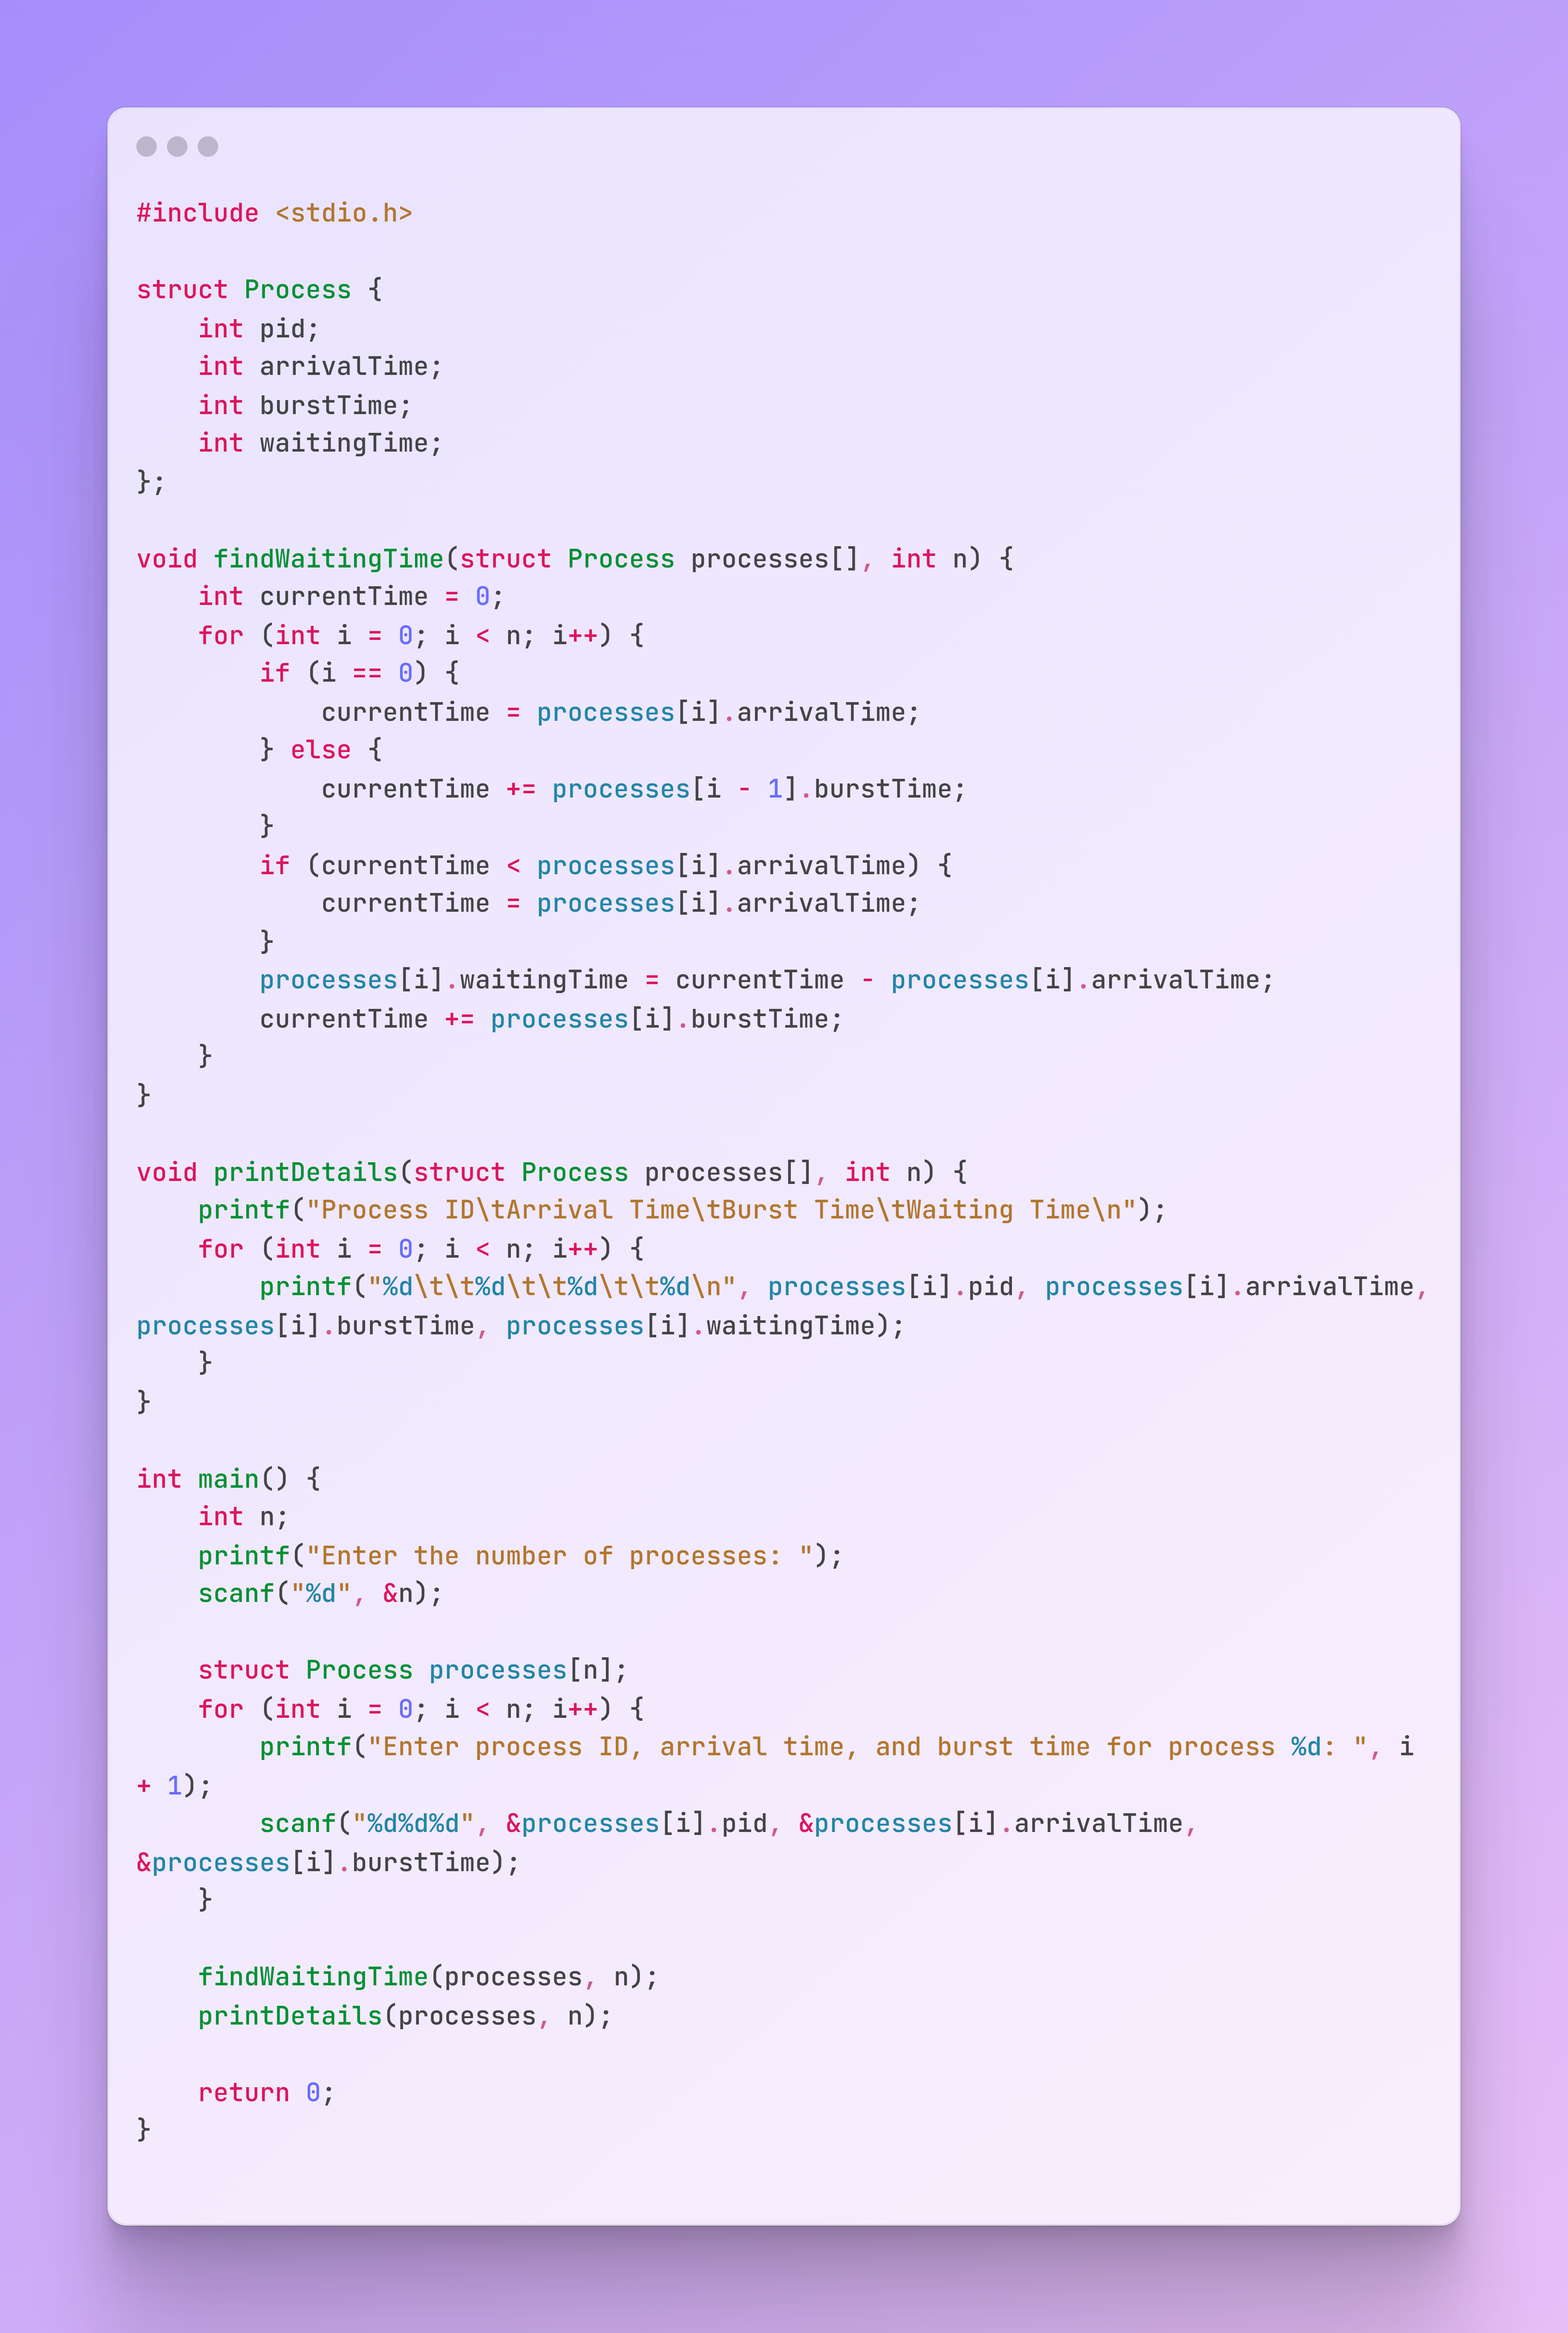 #include <stdio.h>

struct Process {
    int pid;
    int arrivalTime;
    int burstTime;
    int waitingTime;
};

void findWaitingTime(struct Process processes[], int n) {
    int currentTime = 0;
    for (int i = 0; i < n; i++) {
        if (i == 0) {
            currentTime = processes[i].arrivalTime;
        } else {
            currentTime += processes[i - 1].burstTime;
        }
        if (currentTime < processes[i].arrivalTime) {
            currentTime = processes[i].arrivalTime;
        }
        processes[i].waitingTime = currentTime - processes[i].arrivalTime;
        currentTime += processes[i].burstTime;
    }
}

void printDetails(struct Process processes[], int n) {
    printf("Process ID\tArrival Time\tBurst Time\tWaiting Time\n");
    for (int i = 0; i < n; i++) {
        printf("%d\t\t%d\t\t%d\t\t%d\n", processes[i].pid, processes[i].arrivalTime,
processes[i].burstTime, processes[i].waitingTime);
    }
}

int main() {
    int n;
    printf("Enter the number of processes: ");
    scanf("%d", &n);

    struct Process processes[n];
    for (int i = 0; i < n; i++) {
        printf("Enter process ID, arrival time, and burst time for process %d: ", i
+ 1);
        scanf("%d%d%d", &processes[i].pid, &processes[i].arrivalTime,
&processes[i].burstTime);
    }

    findWaitingTime(processes, n);
    printDetails(processes, n);

    return 0;
}